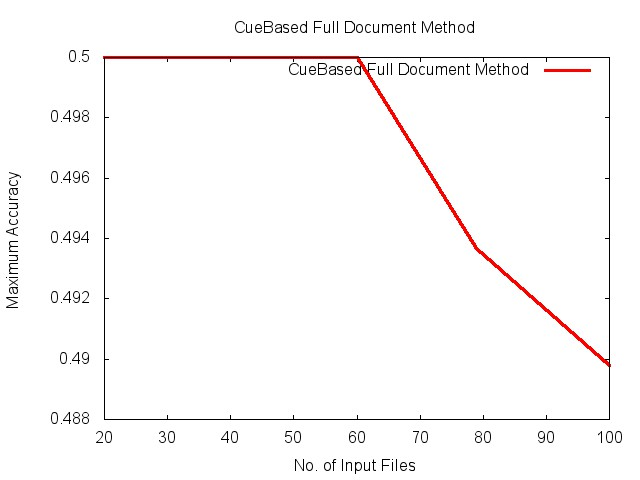 CueBased Full Document Method
0.5
CueBased Full Document Method
0.498
0.496
0.494
0.492
0.49
0.488
Maximum Accuracy
20 30 40 50 60 70 80 90 100
No. of Input Files